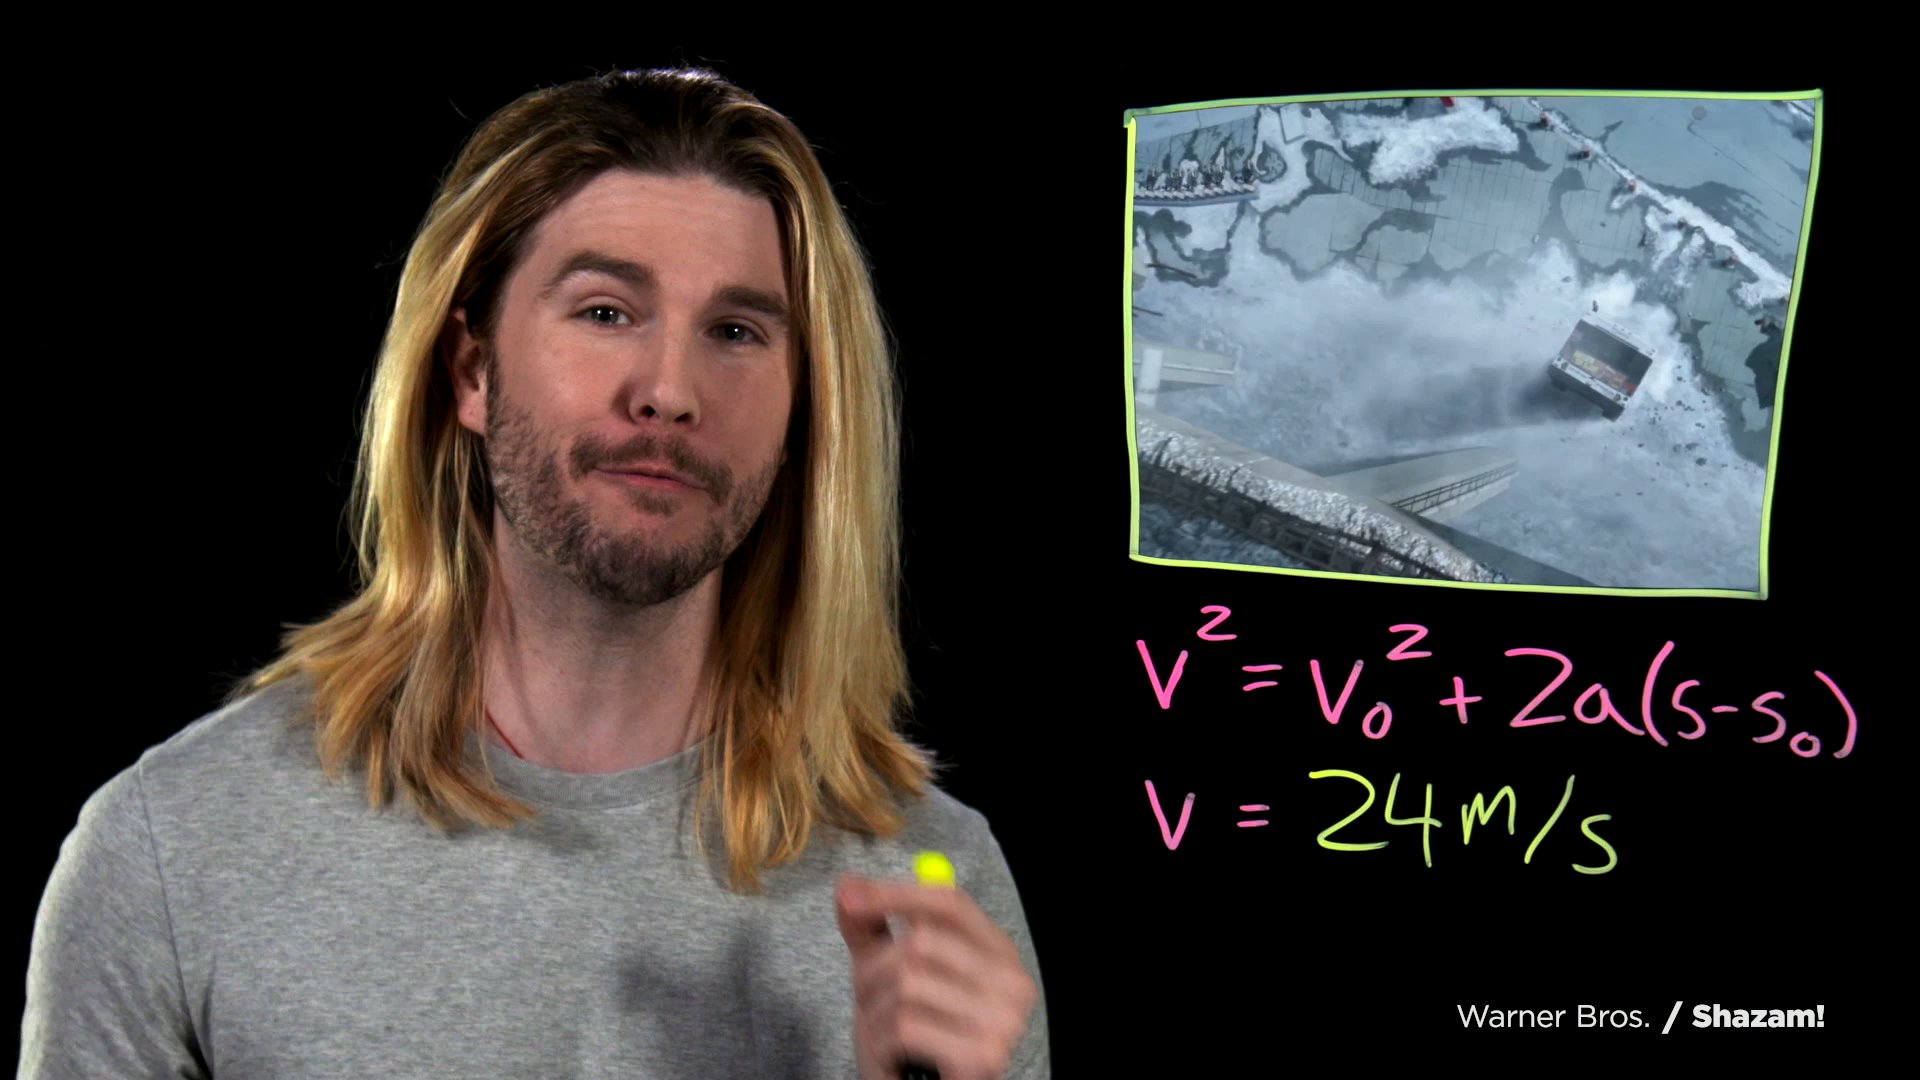 v² = v₀² + 2a(s-s₀)
v = 24m/s
Warner Bros. / Shazam!